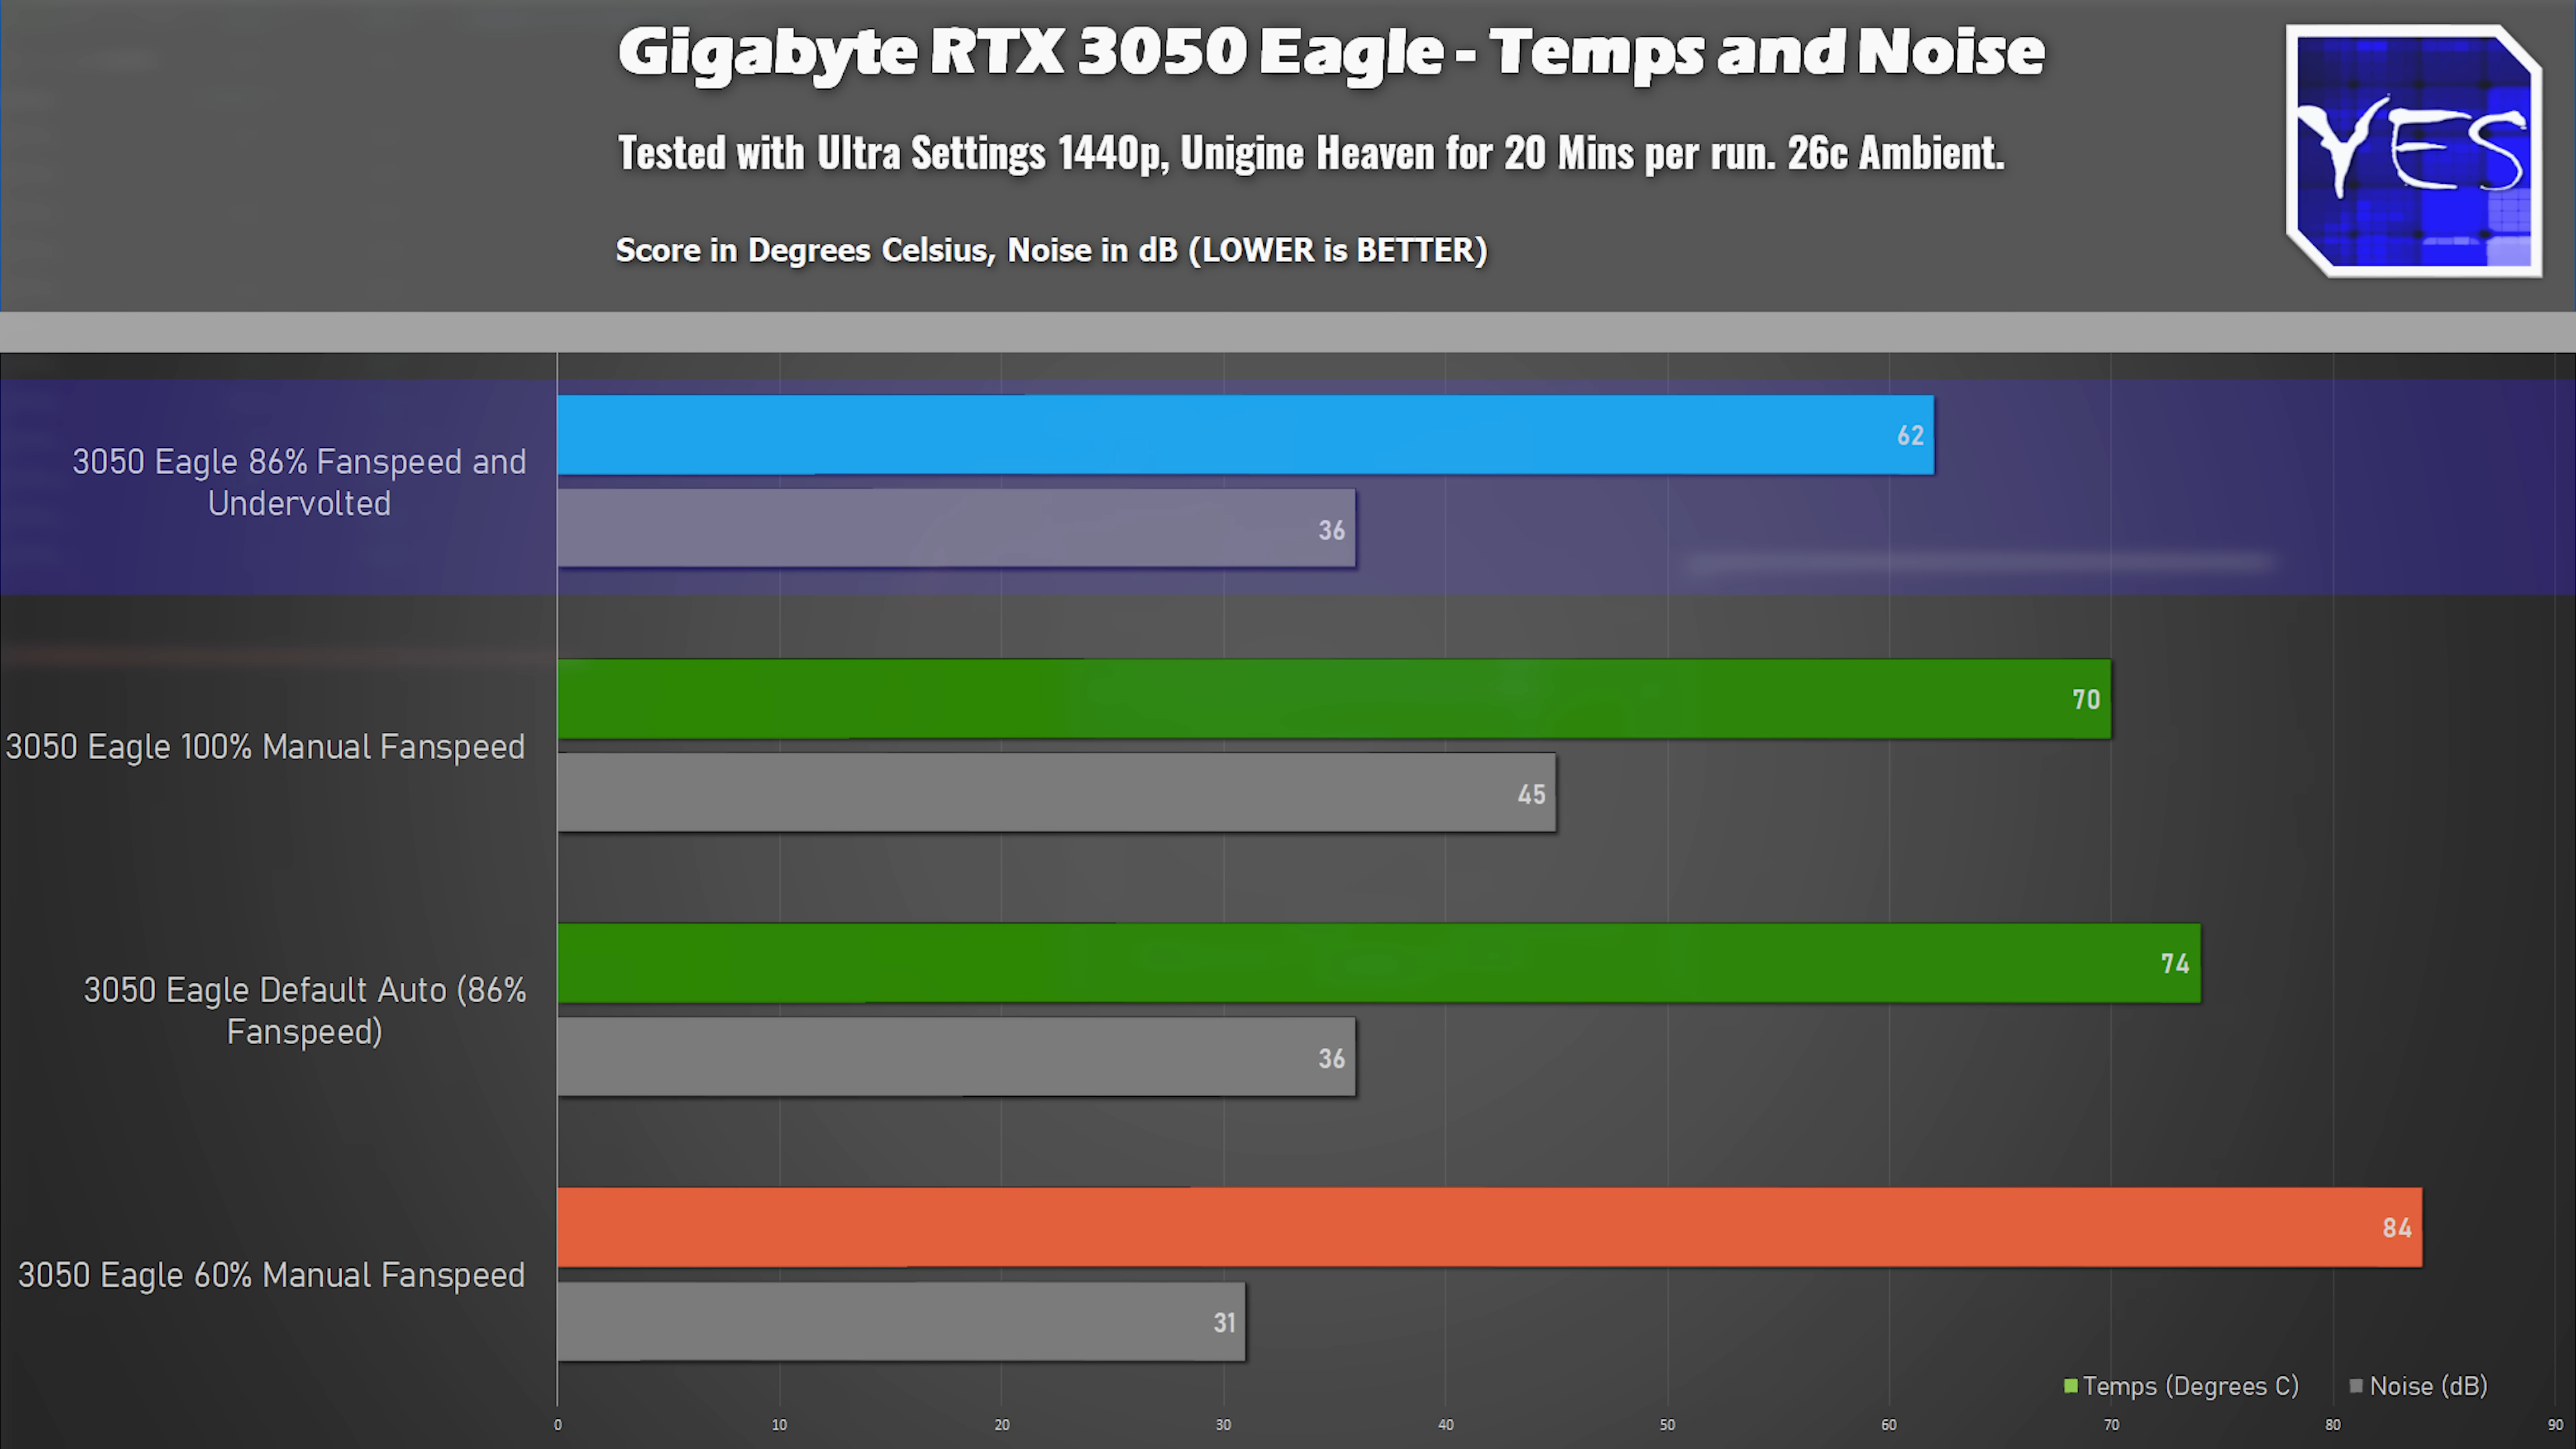 Gigabyte RTX 3050 Eagle - Temps and Noise
YES
Tested with Ultra Settings 1440p, Unigine Heaven for 20 Mins per run. 26c Ambient.
Score in Degrees Celsius, Noise in dB (LOWER is BETTER)
3050 Eagle 86% Fanspeed and
Undervolted
62
36
3050 Eagle 100% Manual Fanspeed
70
45
3050 Eagle Default Auto (86%
Fanspeed)
74
36
3050 Eagle 60% Manual Fanspeed
84
31
Temps (Degrees C) Noise (dB)
0 10 20 30 40 50 60 70 80 90